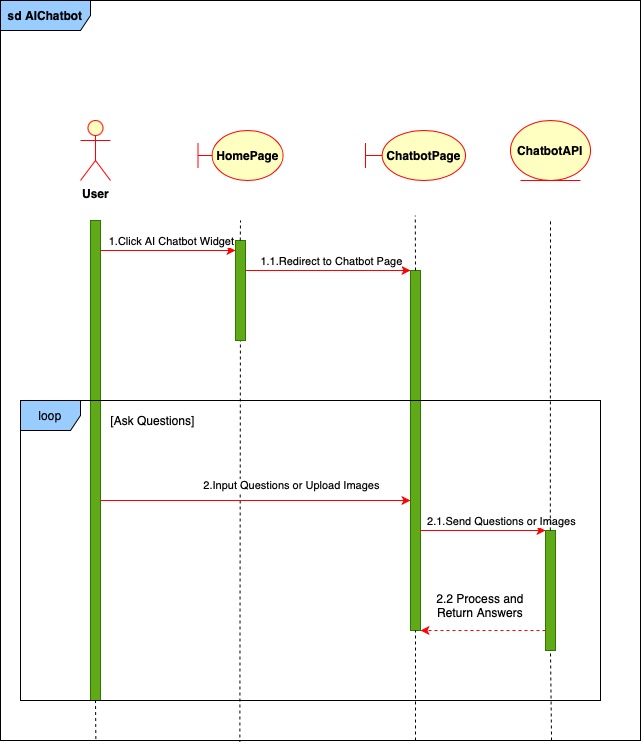 sd AIChatbot
User
HomePage
ChatbotPage
ChatbotAPI
1.Click AI Chatbot Widget
1.1.Redirect to Chatbot Page
loop
[Ask Questions]
2.Input Questions or Upload Images
2.1.Send Questions or Images
2.2 Process and
Return Answers